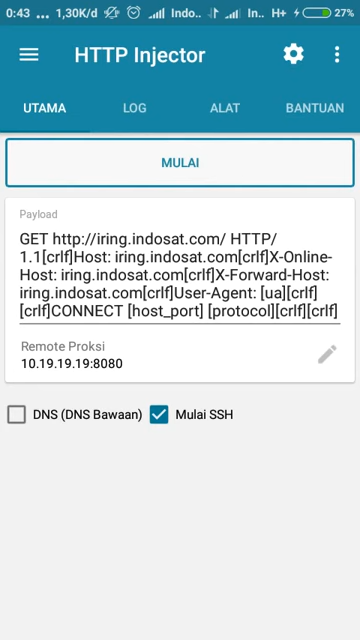 0:43 ... 1,30K/d Indo.. In.. H+ 27%
HTTP Injector
UTAMA LOG ALAT BANTUAN
MULAI
Payload
GET http://iring.indosat.com/ HTTP/
1.1[crlf]Host: iring.indosat.com[crlf]X-Online-
Host: iring.indosat.com[crlf]X-Forward-Host:
iring.indosat.com[crlf]User-Agent: [ua][crlf]
[crlf]CONNECT [host_port] [protocol][crlf][crlf]
Remote Proksi
10.19.19.19:8080
DNS (DNS Bawaan) Mulai SSH